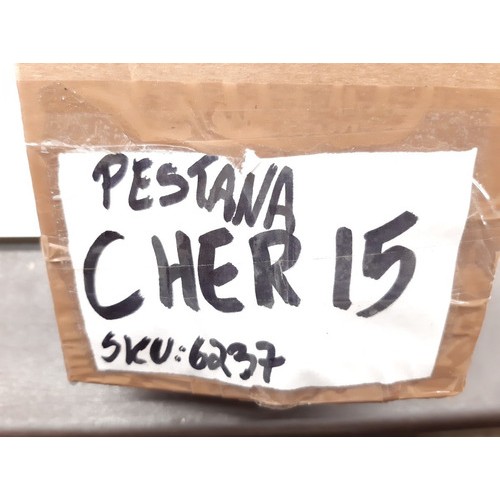 PESTANA
CHER 15
SKU: 6237